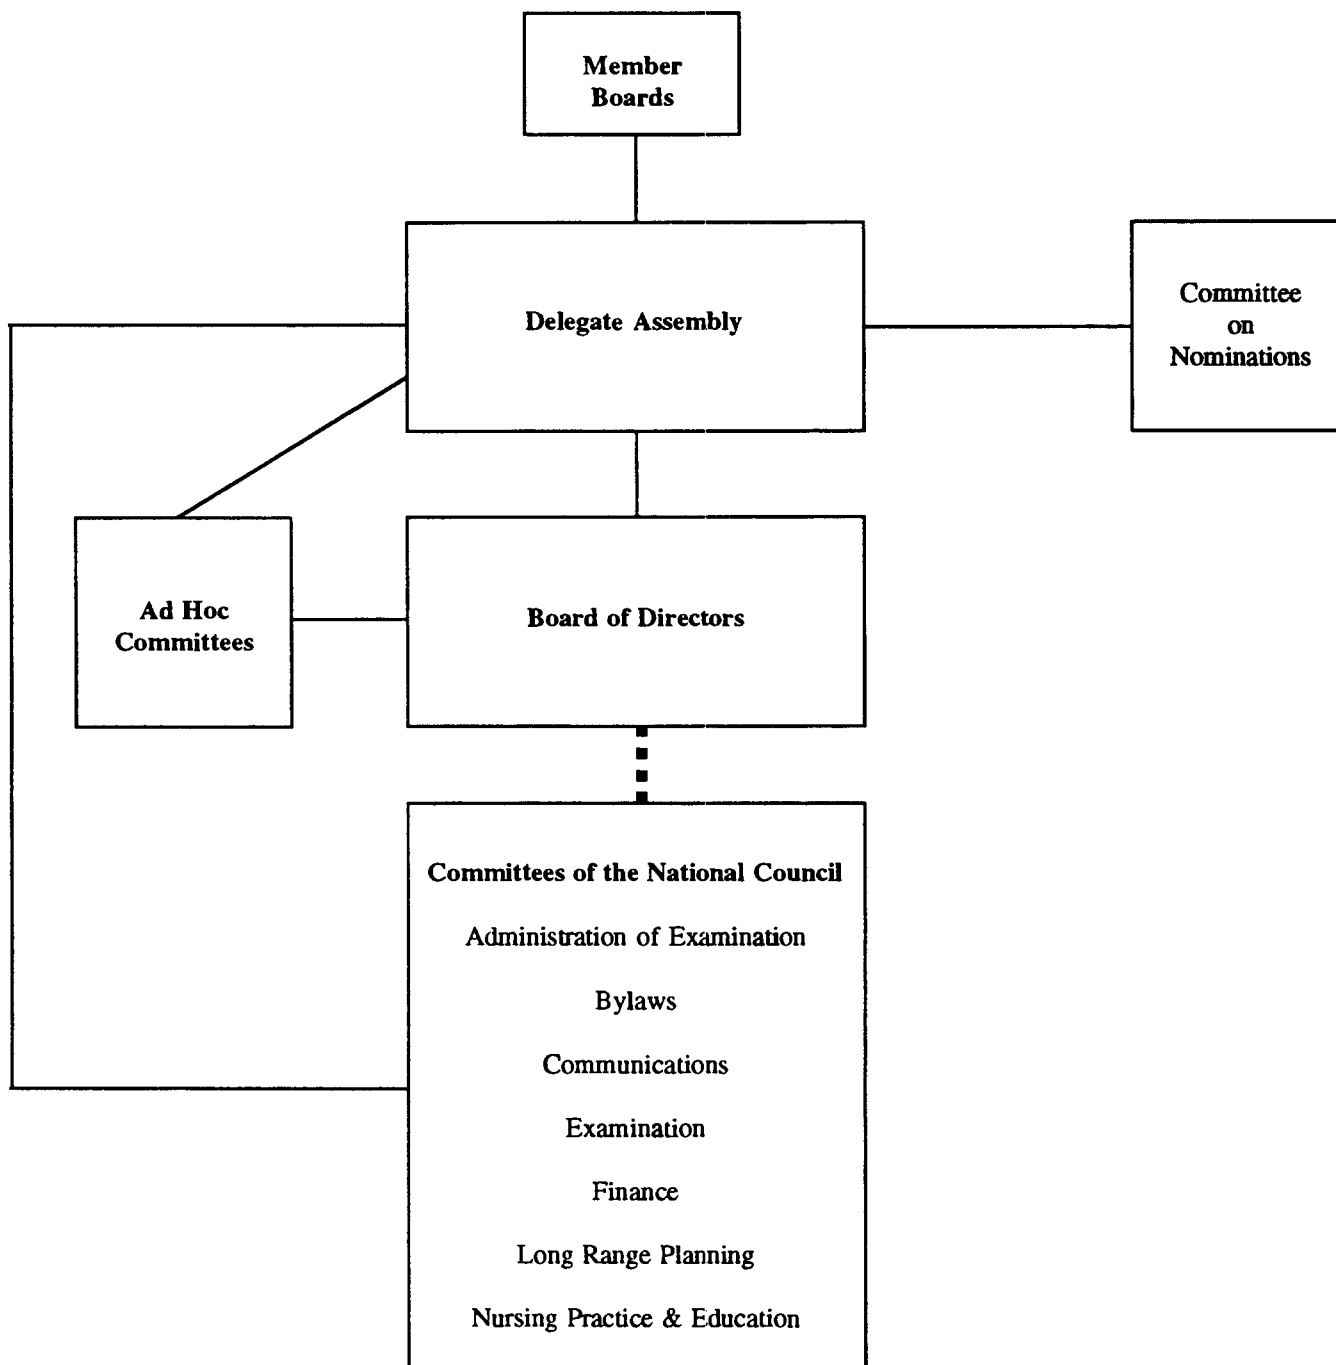 Member
Boards
Delegate Assembly
Committee
on
Nominations
Ad Hoc
Committees
Board of Directors
Committees of the National Council
Administration of Examination
Bylaws
Communications
Examination
Finance
Long Range Planning
Nursing Practice & Education